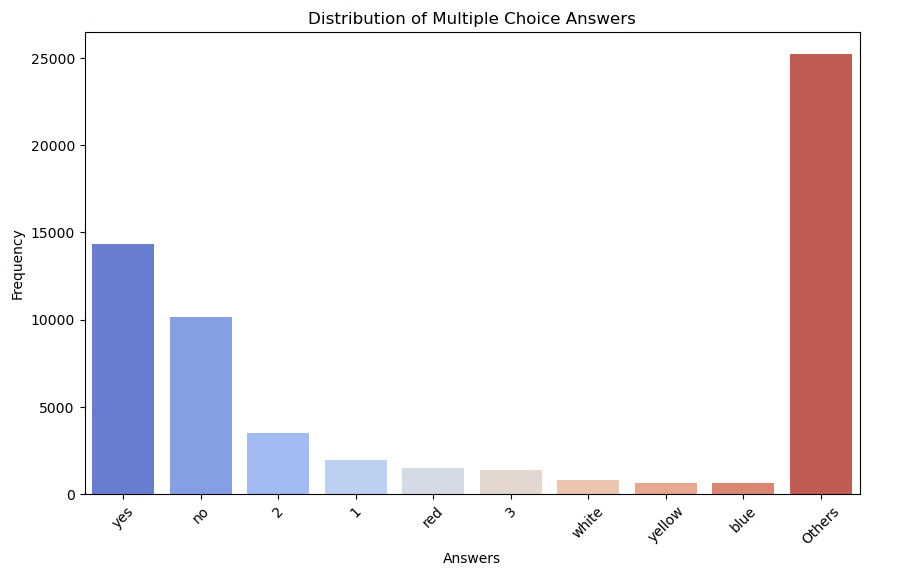 Distribution of Multiple Choice Answers
25000
20000
15000
10000
5000
0
Frequency
yes
no
2
1
red
3
white
yellow
blue
Others
Answers